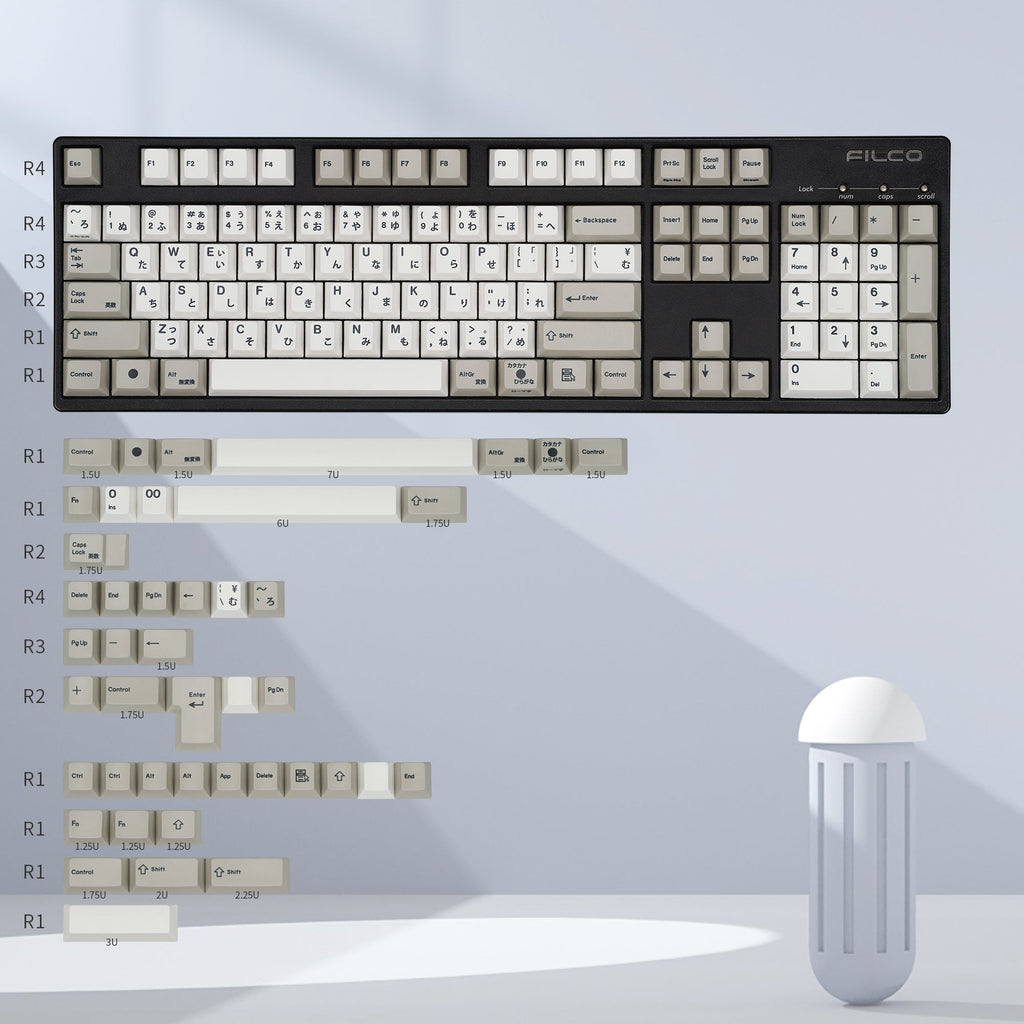 FILCO
Lock num caps scroll
R4 Esc F1 F2 F3 F4 F5 F6 F7 F8 F9 F10 F11 F12 PrtSc Scroll Lock Pause
R4 ~ ` ろ ! 1 ぬ @ 2 ふ # あ 3 あ $ う 4 う % え 5 え ^ お 6 お & や 7 や * ゆ 8 ゆ ( よ 9 よ ) を 0 わ _ - ほ + = へ ← Backspace Insert Home Pg Up Num Lock / * −
R3 Tab Q た W て E い い R す T か Y ん U な I に O ら P せ { [ ゛ 「 } ] ゜ 」 ¦ \ ¥ む Delete End Pg Dn 7 Home 8 ↑ 9 Pg Up +
R2 Caps Lock 英数 A ち S と D し F は G き H く J ま K の L り " ' け : ; れ ← Enter 4 ← 5 6 →
R1 ⇧ Shift Z っ つ X さ C そ V ひ B こ N み M も < 、 , ね > 。 . る ? ・ / め ⇧ Shift ↑ 1 End 2 ↓ 3 Pg Dn Enter
R1 Control Alt 無変換 AltGr 変換 カタカナ ひらがな Control ← ↓ → 0 Ins . Del
R1 Control Alt 無変換 AltGr 変換 カタカナ ひらがな Control
1.5U 1.5U 7U 1.5U 1.5U
R1 Fn 0 Ins 00 ⇧ Shift
6U 1.75U
R2 Caps Lock 英数
1.75U
R4 Delete End Pg Dn ← ¦ \ ¥ む ~ ` ろ
R3 Pg Up − ←
1.5U
R2 + Control Enter Pg Dn
1.75U
R1 Ctrl Ctrl Alt Alt App Delete ⇧ End
R1 Fn Fn ⇧
1.25U 1.25U 1.25U
R1 Control ⇧ Shift ⇧ Shift
1.75U 2U 2.25U
R1
3U